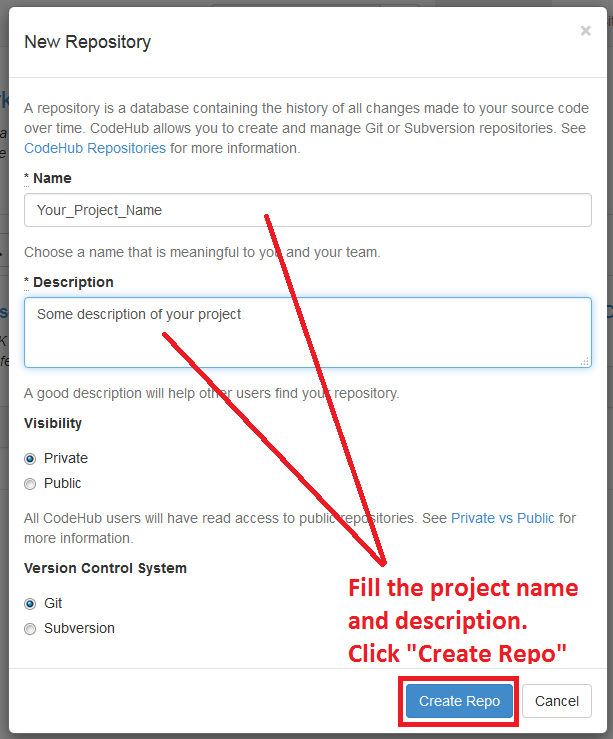 New Repository
×
A repository is a database containing the history of all changes made to your source code
over time. CodeHub allows you to create and manage Git or Subversion repositories. See
CodeHub Repositories for more information.
* Name
Your_Project_Name
Choose a name that is meaningful to you and your team.
* Description
Some description of your project
A good description will help other users find your repository.
Visibility
Private
Public
All CodeHub users will have read access to public repositories. See Private vs Public for
more information.
Version Control System
Git
Subversion
Fill the project name
and description.
Click "Create Repo"
Create Repo
Cancel